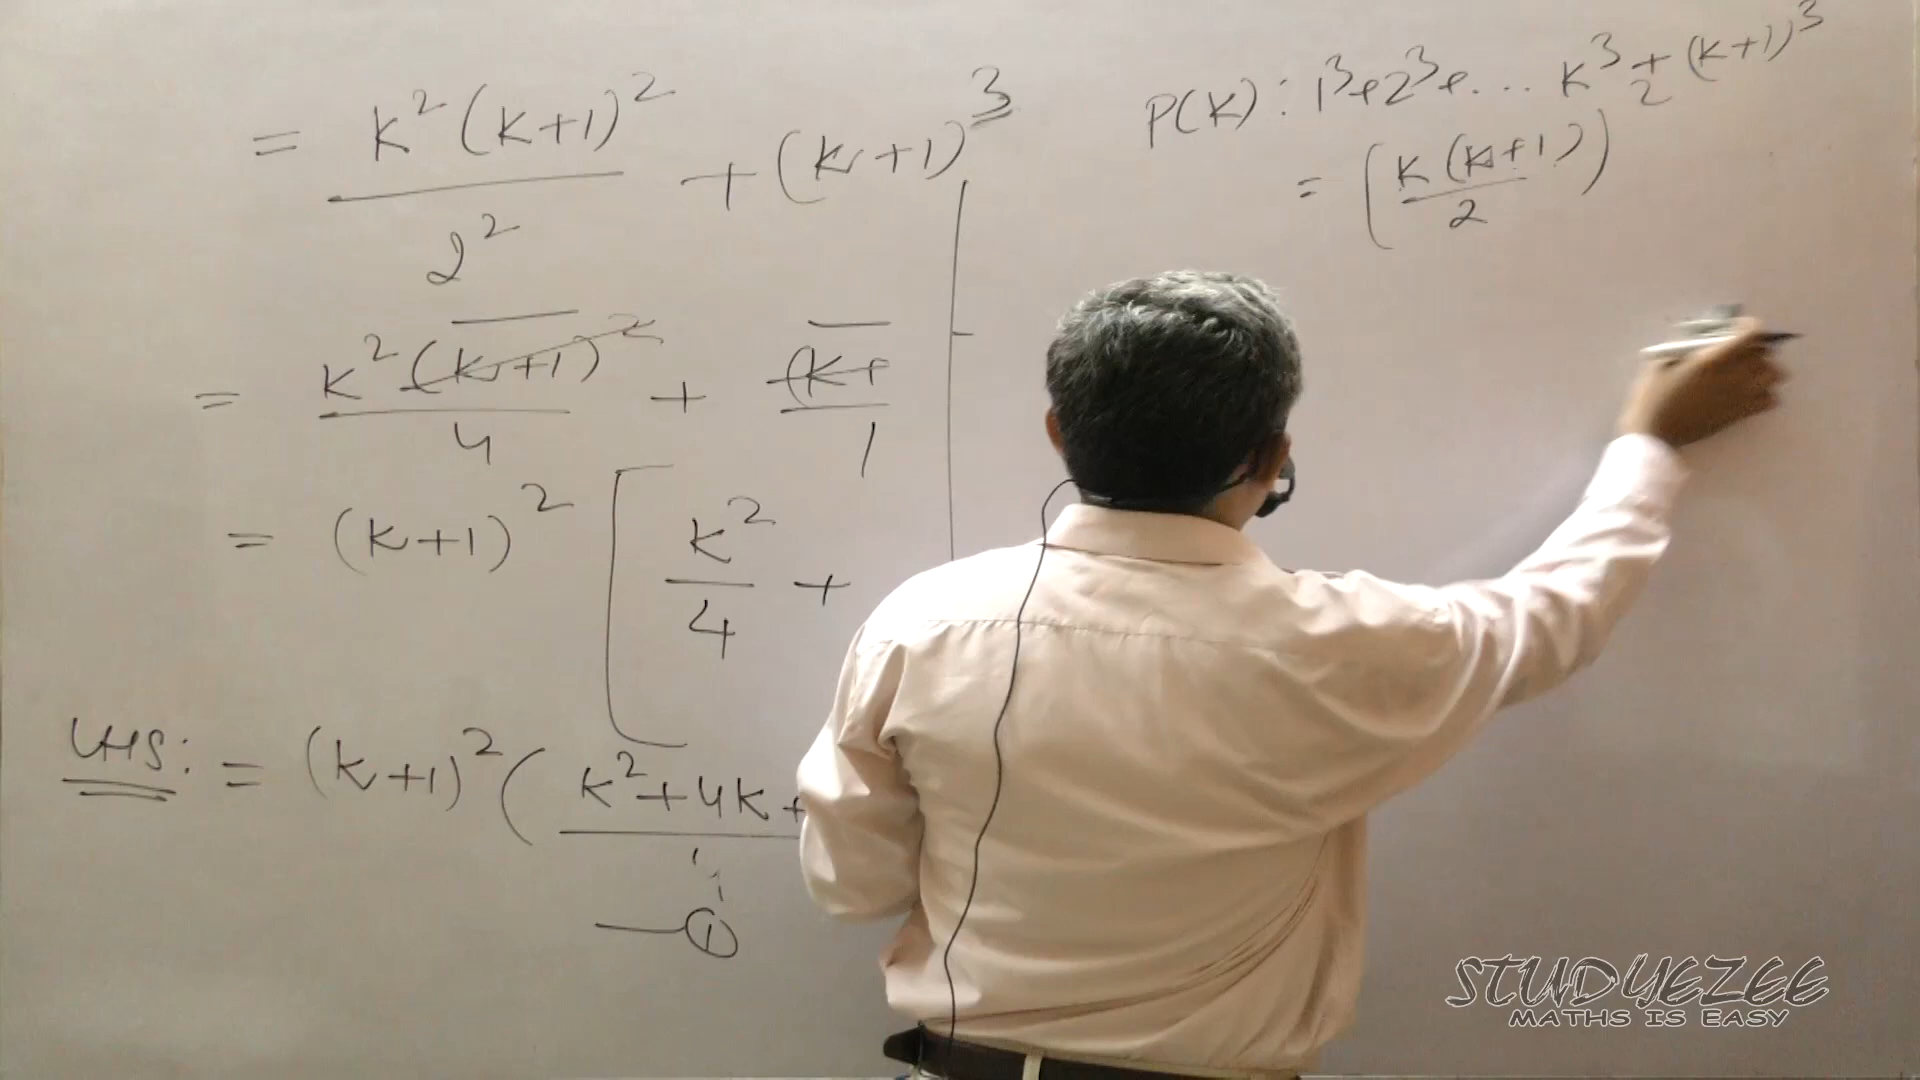 = K²(K+1)² / 2² + (K+1)³
= K²(K+1)² / 4 + (K+ / 1
= (K+1)² [ K² / 4 +
LHS: = (K+1)² ( K²+4K+
— ①
P(K): 1³+2³+... K³+(K+1)³
= (K(K+1) / 2)²
STUDYEZEE
MATHS IS EASY